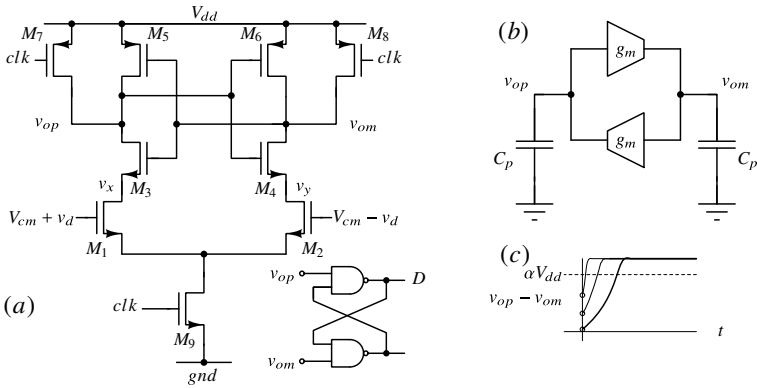 V_dd
M_7 M_5 M_6 M_8
clk clk
v_op v_om
M_3 M_4
v_x v_y
V_cm + v_d V_cm − v_d
M_1 M_2
clk
M_9
gnd
(a)
v_op D
v_om
(b)
g_m
v_op v_om
g_m
C_p C_p
(c)
αV_dd
v_op − v_om
t